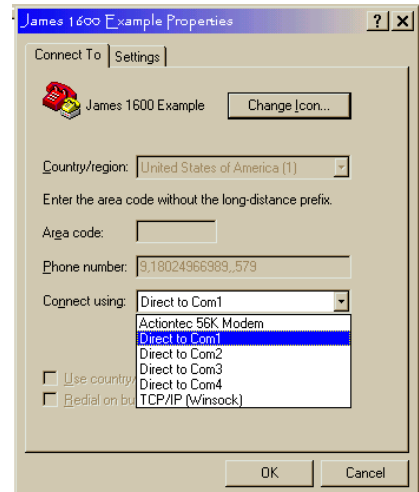 James 1600 Example Properties
Connect To Settings
James 1600 Example Change Icon...
Country/region: United States of America (1)
Enter the area code without the long-distance prefix.
Area code:
Phone number: 9,18024966989,,579
Connect using: Direct to Com1
Actiontec 56K Modem
Direct to Com1
Direct to Com2
Direct to Com3
Direct to Com4
TCP/IP (Winsock)
Use country/
Redial on bu
OK Cancel